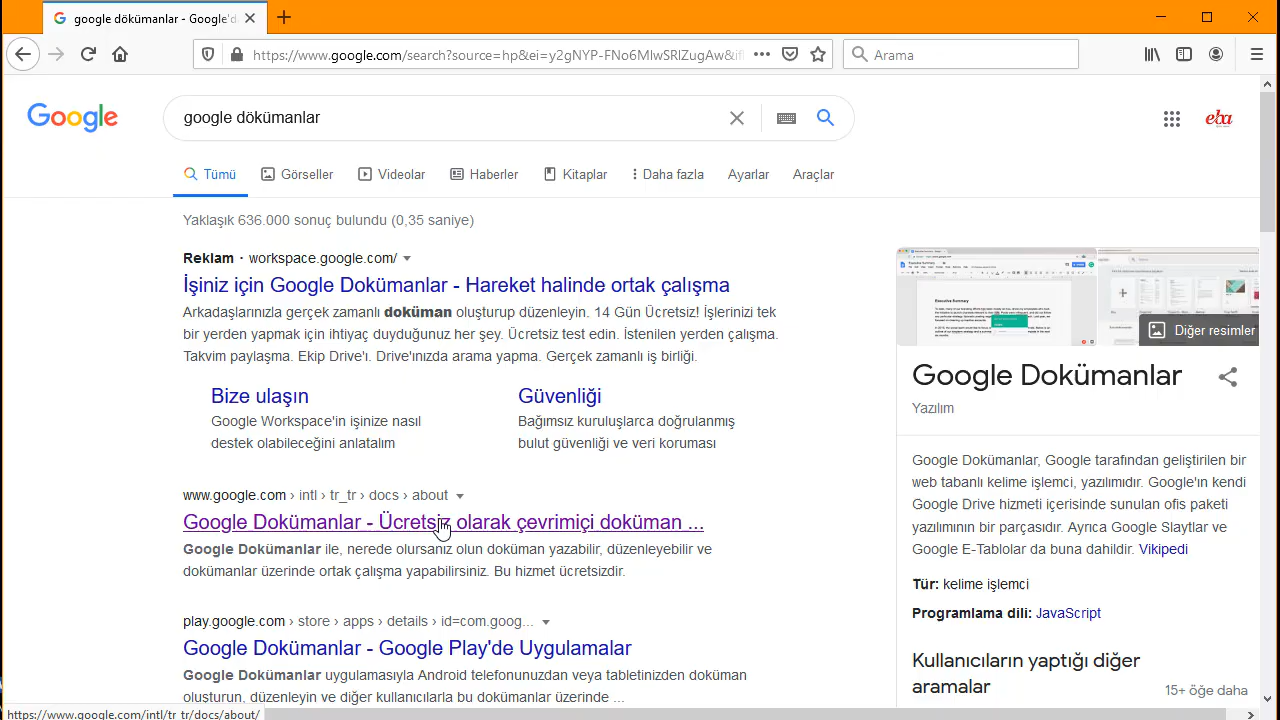 google dökümanlar - Google'd
https://www.google.com/search?source=hp&ei=y2gNYP-FNo6MlwSRlZugAw&ifl
Arama
Google
google dökümanlar
eba
Tümü
Görseller
Videolar
Haberler
Kitaplar
Daha fazla
Ayarlar
Araçlar
Yaklaşık 636.000 sonuç bulundu (0,35 saniye)
Reklam · workspace.google.com/
İşiniz için Google Dokümanlar - Hareket halinde ortak çalışma
Arkadaşlarınızla gerçek zamanlı doküman oluşturup düzenleyin. 14 Gün Ücretsiz! İşlerinizi tek
bir yerden yapmak için ihtiyaç duyduğunuz her şey. Üstün Koruma. İstenilen yerden çalışma.
Takvim paylaşma. Ekip Drive'ı. Drive'ınızda arama yapma. Gerçek zamanlı iş birliği.
Bize ulaşın
Google Workspace'in işinize nasıl
destek olabileceğini anlatalım
Güvenliği
Bağımsız kuruluşlarca doğrulanmış
bulut güvenliği ve veri koruması
www.google.com › intl › tr_tr › docs › about
Google Dokümanlar - Ücretsiz olarak çevrimiçi doküman ...
Google Dokümanlar ile, nerede olursanız olun doküman yazabilir, düzenleyebilir ve
dokümanlar üzerinde ortak çalışma yapabilirsiniz. Bu hizmet ücretsizdir.
play.google.com › store › apps › details › id=com.goog...
Google Dokümanlar - Google Play'de Uygulamalar
Google Dokümanlar uygulamasıyla Android telefonunuzdan veya tabletinizden doküman
oluşturun, düzenleyin ve diğer kullanıcılarla bu dokümanlar üzerinde ...
https://www.google.com/intl/tr_tr/docs/about/
Diğer resimler
Google Dokümanlar
Yazılım
Google Dokümanlar, Google tarafından geliştirilen bir
web tabanlı kelime işlemci, yazılımıdır. Google'ın kendi
Google Drive hizmeti içerisinde sunulan ofis paketi
yazılımının bir parçasıdır. Ayrıca Google Slaytlar ve
Google E-Tablolar da buna dahildir. Vikipedi
Tür: kelime işlemci
Programlama dili: JavaScript
Kullanıcıların yaptığı diğer
aramalar
15+ öğe daha